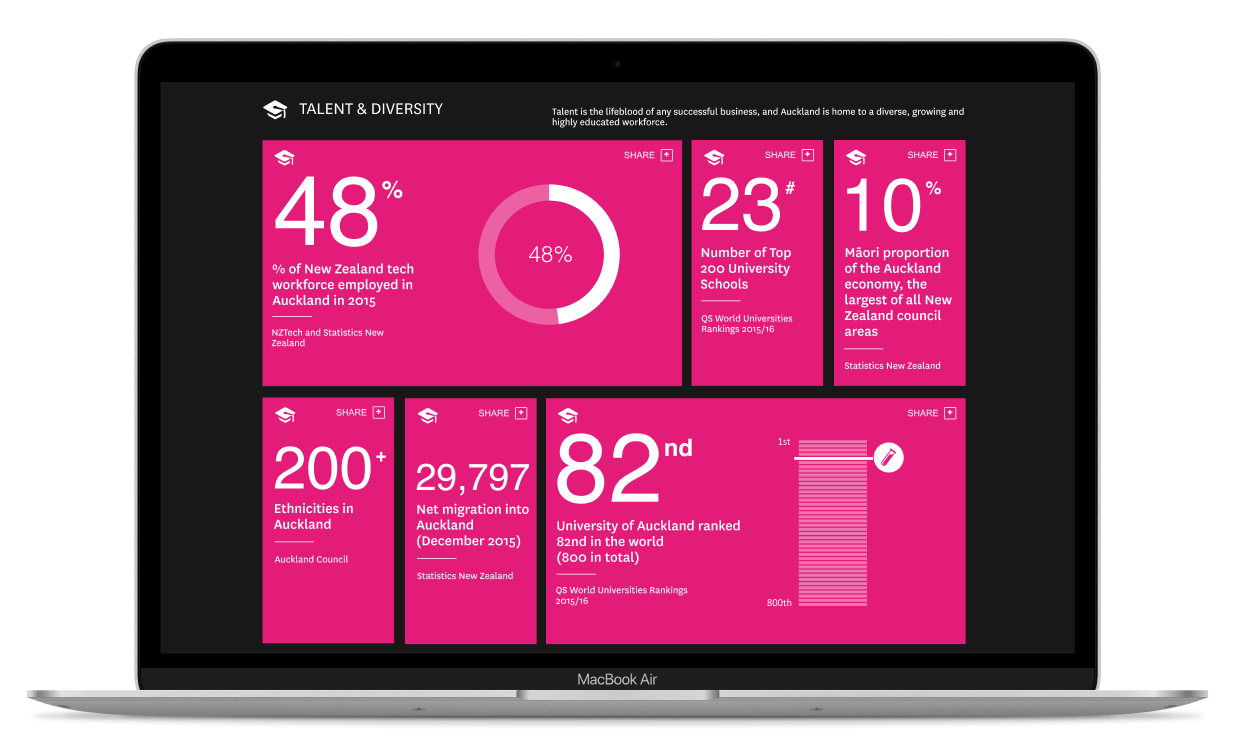 TALENT & DIVERSITY
Talent is the lifeblood of any successful business, and Auckland is home to a diverse, growing and
highly educated workforce.
SHARE +
48%
% of New Zealand tech
workforce employed in
Auckland in 2015
NZTech and Statistics New
Zealand
48%
SHARE +
23#
Number of Top
200 University
Schools
QS World Universities
Rankings 2015/16
SHARE +
10%
Māori proportion
of the Auckland
economy, the
largest of all New
Zealand council
areas
Statistics New Zealand
SHARE +
200+
Ethnicities in
Auckland
Auckland Council
SHARE +
29,797
Net migration into
Auckland
(December 2015)
Statistics New Zealand
SHARE +
82nd
University of Auckland ranked
82nd in the world
(800 in total)
QS World Universities Rankings
2015/16
1st
800th
MacBook Air